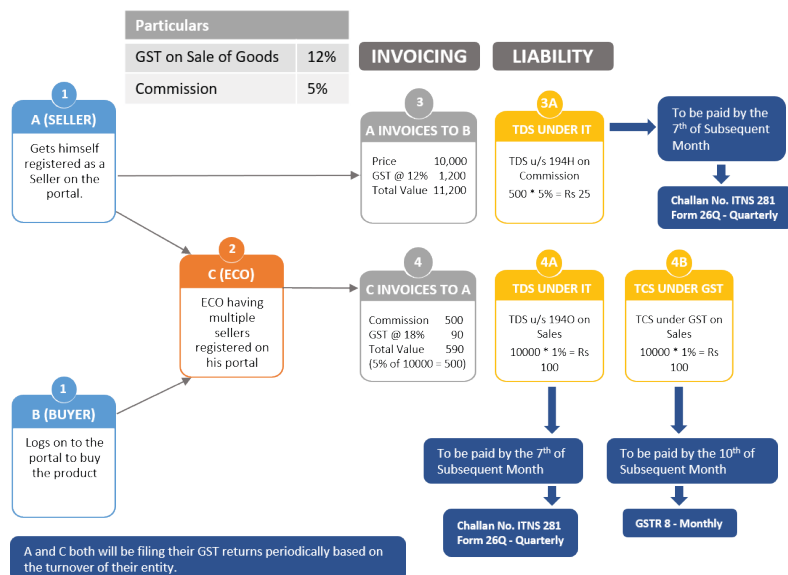 Particulars
GST on Sale of Goods 12%
Commission 5%
INVOICING
LIABILITY
1
A (SELLER)
Gets himself
registered as a
Seller on the
portal.
3
A INVOICES TO B
Price 10,000
GST @ 12% 1,200
Total Value 11,200
3A
TDS UNDER IT
TDS u/s 194H on
Commission
500 * 5% = Rs 25
To be paid by the
7th of Subsequent
Month
Challan No. ITNS 281
Form 26Q - Quarterly
2
C (ECO)
ECO having
multiple
sellers
registered on
his portal
4
C INVOICES TO A
Commission 500
GST @ 18% 90
Total Value 590
(5% of 10000 = 500)
4A
TDS UNDER IT
TDS u/s 194O on
Sales
10000 * 1% = Rs
100
4B
TCS UNDER GST
TCS under GST on
Sales
10000 * 1% = Rs
100
1
B (BUYER)
Logs on to the
portal to buy
the product
To be paid by the 7th of
Subsequent Month
Challan No. ITNS 281
Form 26Q - Quarterly
To be paid by the 10th of
Subsequent Month
GSTR 8 - Monthly
A and C both will be filing their GST returns periodically based on
the turnover of their entity.